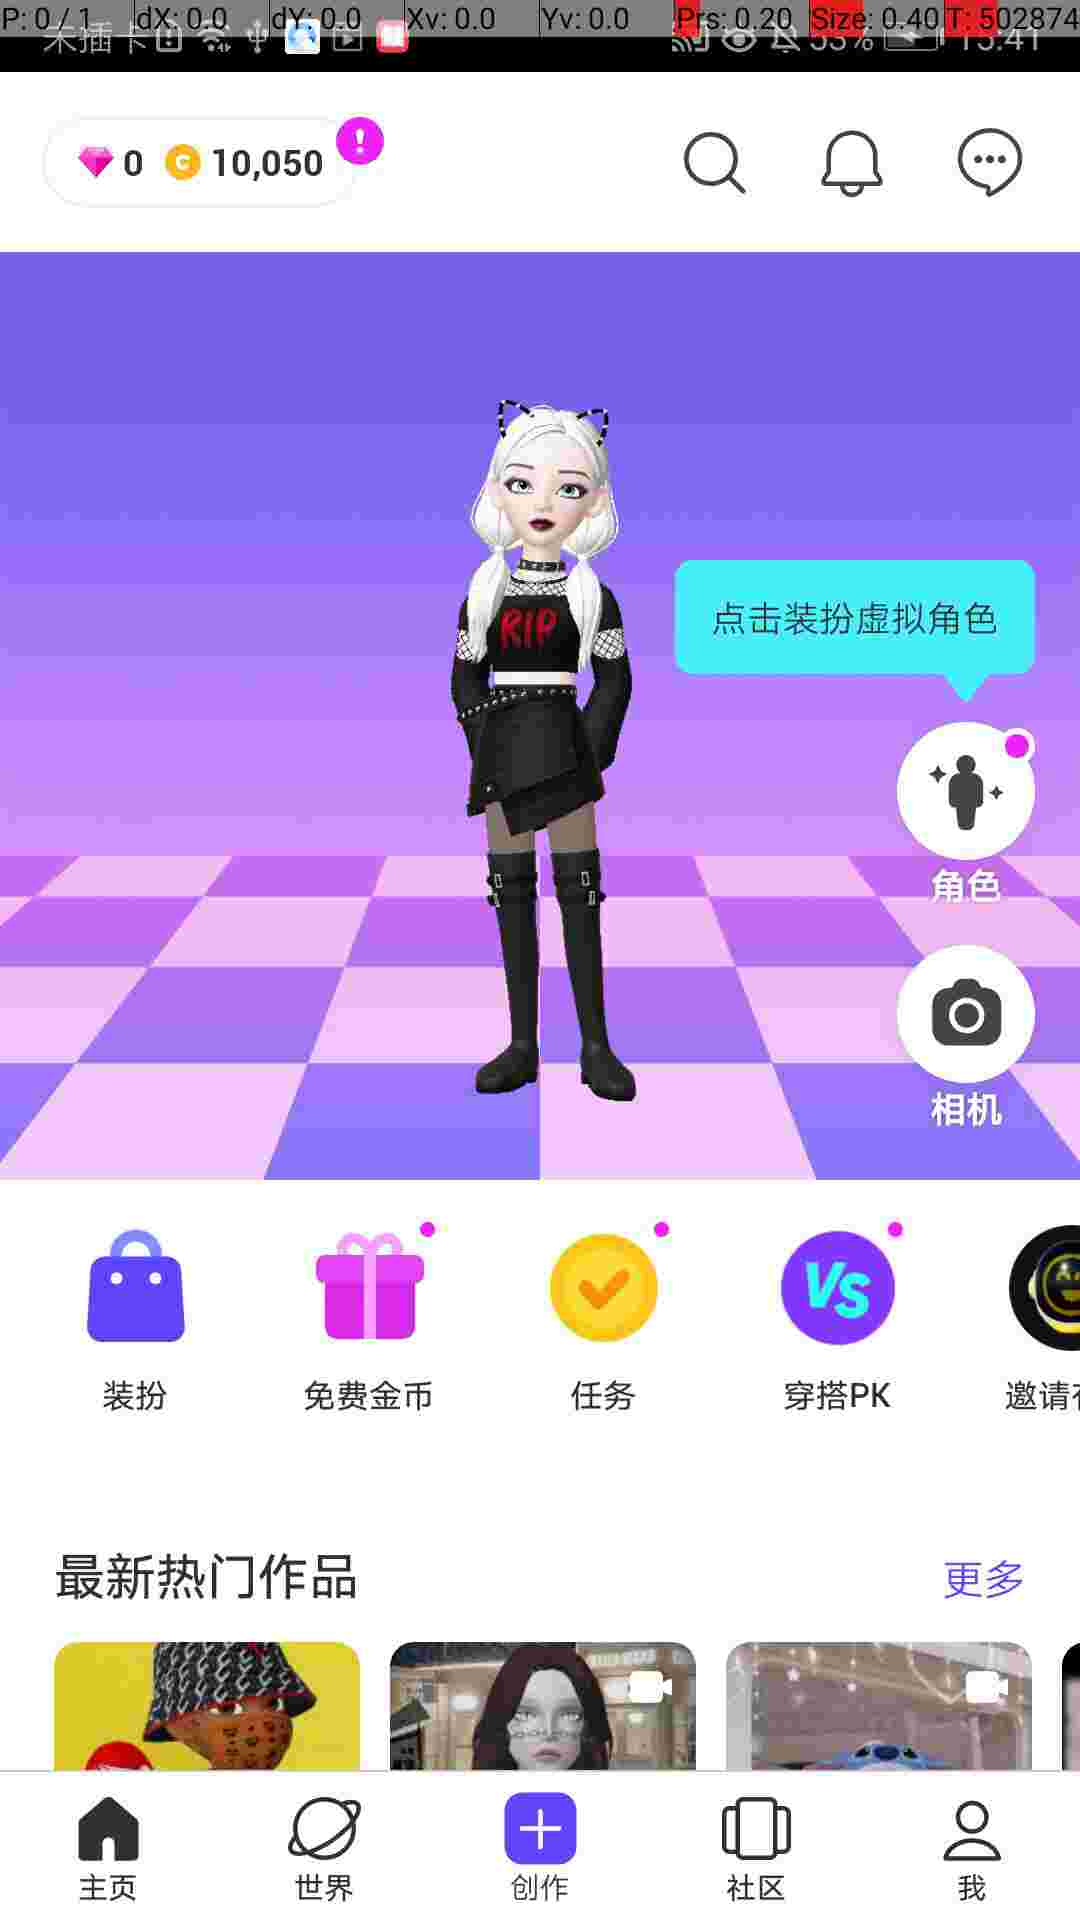 P: 0 / 1 dX: 0.0 dY: 0.0 Xv: 0.0 Yv: 0.0 Prs: 0.20 Size: 0.40 T: 502874
未插卡 53% 15:41
0 C 10,050 !
RIP
点击装扮虚拟角色
角色
相机
VS
装扮 免费金币 任务 穿搭PK 邀请
最新热门作品 更多
主页 世界 创作 社区 我